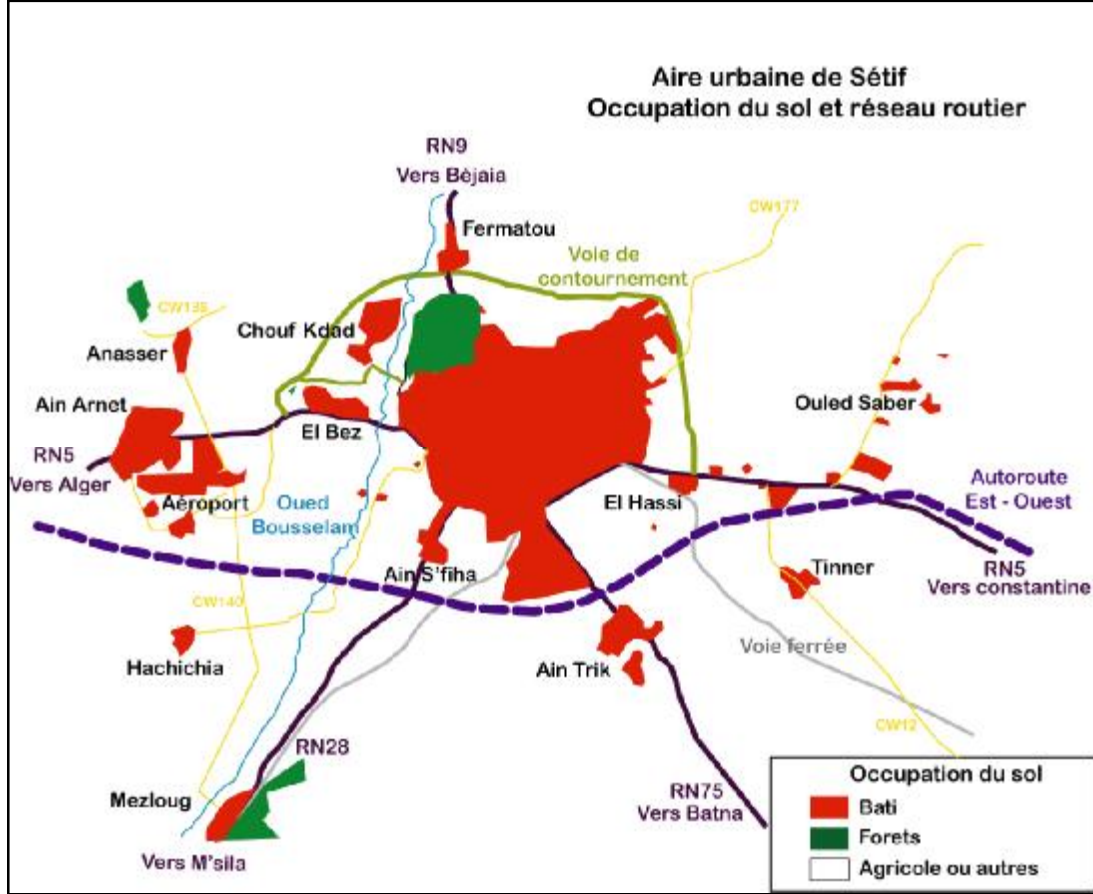 Aire urbaine de Sétif
Occupation du sol et réseau routier
RN9
Vers Bèjaia
Fermatou
CW177
Voie de
contournement
CW136
Chouf Kdad
Anasser
Ain Arnet
Ouled Saber
El Bez
RN5
Vers Alger
Aéroport
El Hassi
Autoroute
Est - Ouest
Oued
Bousselam
Ain S'fiha
Tinner
RN5
Vers constantine
CW140
Hachichia
Ain Trik
Voie ferrée
CW12
RN28
Mezloug
RN75
Vers Batna
Vers M'sila
Occupation du sol
Bati
Forets
Agricole ou autres